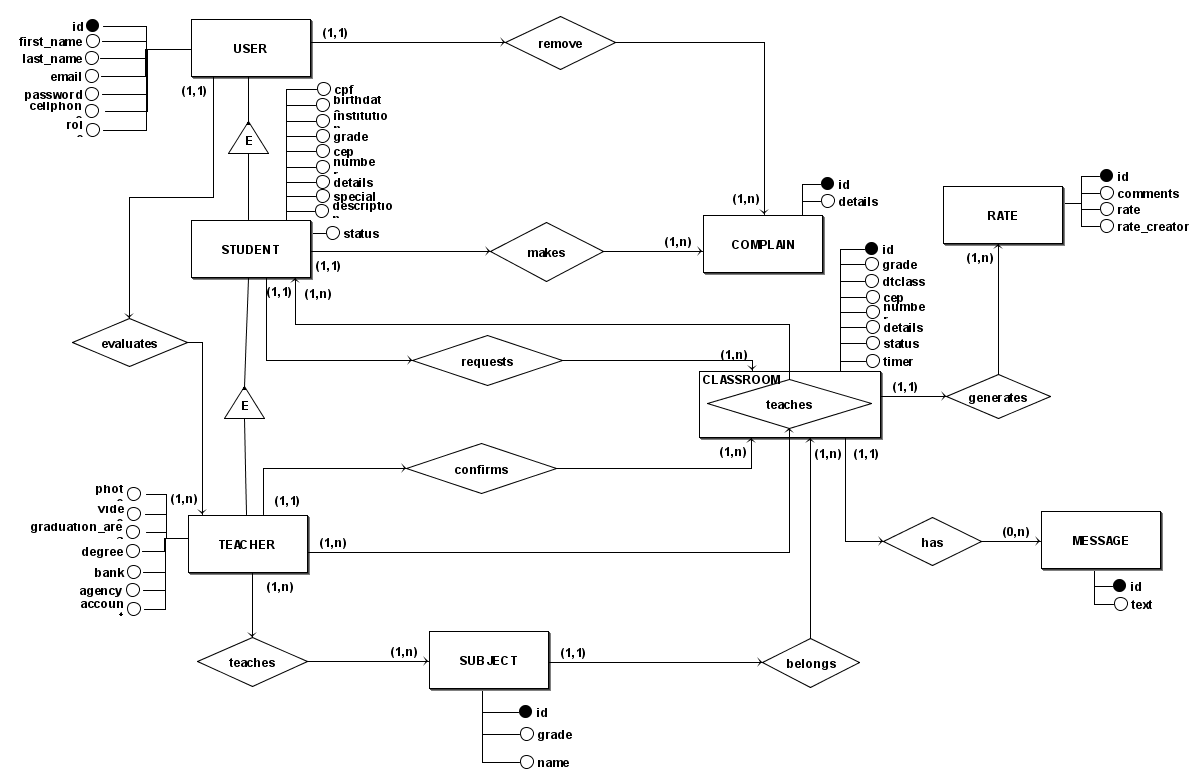 id
first_name
last_name
email
password
cellphon
rol
USER
(1,1)
(1,1)
remove
E
cpf
birthdat
institutio
grade
cep
numbe
details
special
descriptio
status
STUDENT
(1,1)
(1,1)
(1,n)
makes
(1,n)
(1,n)
COMPLAIN
id
details
RATE
id
comments
rate
rate_creator
(1,n)
id
grade
dtclass
cep
numbe
details
status
timer
evaluates
requests
(1,n)
CLASSROOM
teaches
(1,1)
generates
E
confirms
(1,n)
(1,n)
(1,1)
phot
vide
graduation_are
degree
bank
agency
accoun
(1,n)
(1,1)
TEACHER
(1,n)
(1,n)
has
(0,n)
MESSAGE
id
text
teaches
(1,n)
SUBJECT
(1,1)
belongs
id
grade
name